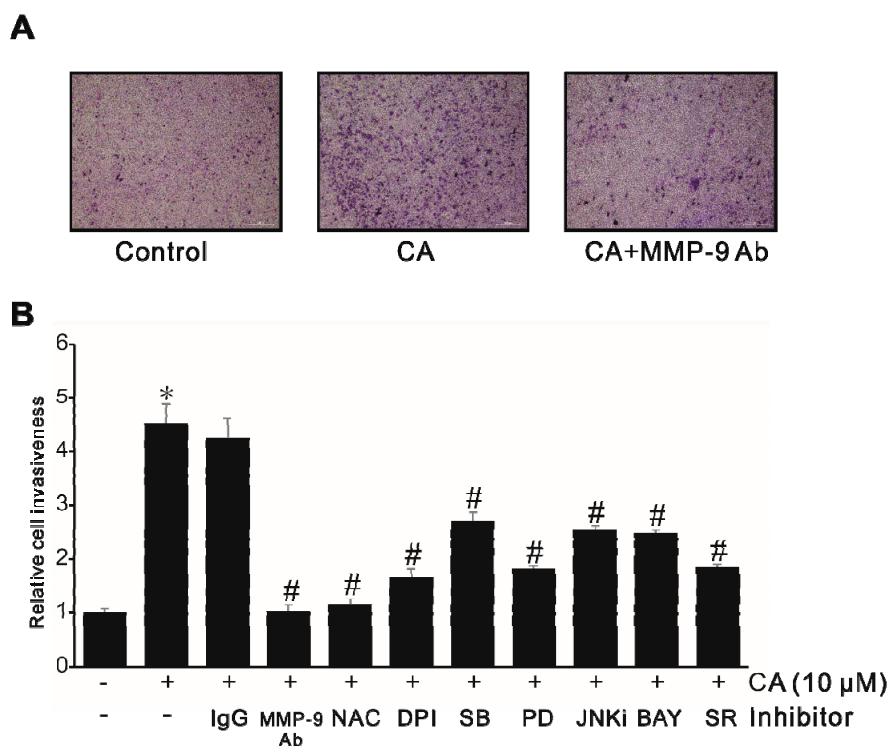 A
Control CA CA+MMP-9 Ab
B
6
5
4
3
2
1
0
Relative cell invasiveness
*
# # # # # # # #
- + + + + + + + + + + CA (10 μM)
- - IgG MMP-9 Ab NAC DPI SB PD JNKi BAY SR Inhibitor